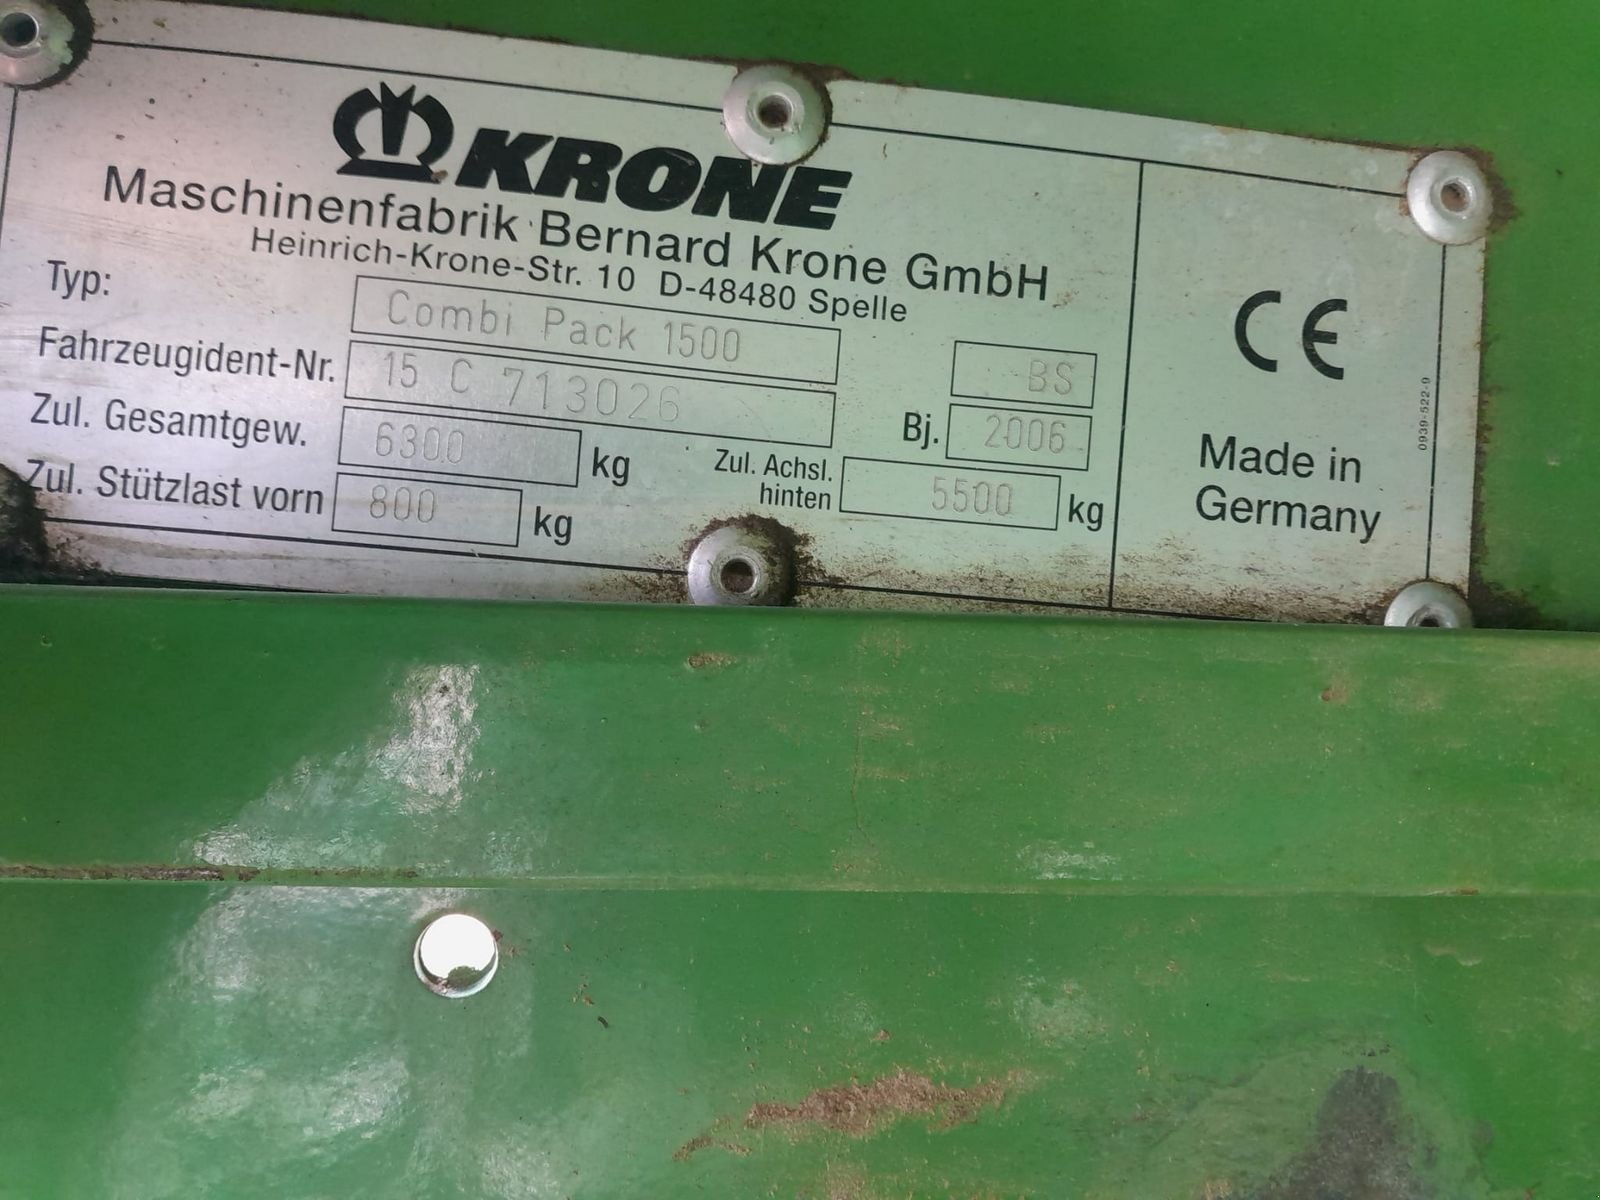 KRONE
Maschinenfabrik Bernard Krone GmbH
Heinrich-Krone-Str. 10 D-48480 Spelle
Typ: Combi Pack 1500 BS
Fahrzeugident-Nr. 15 C 713026
Bj. 2006
Zul. Gesamtgew. 6300 kg
Zul. Achsl. hinten 5500 kg
Zul. Stützlast vorn 800 kg
CE
Made in
Germany
0939-522-9